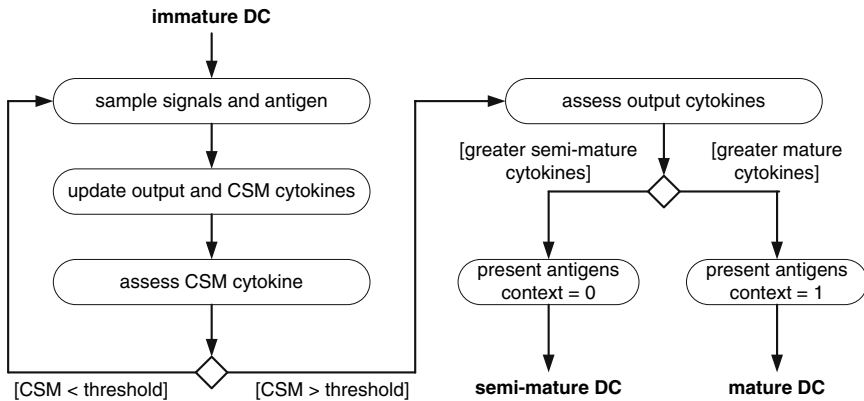 immature DC
sample signals and antigen
update output and CSM cytokines
assess CSM cytokine
[CSM < threshold]
[CSM > threshold]
assess output cytokines
[greater semi-mature
cytokines]
[greater mature
cytokines]
present antigens
context = 0
present antigens
context = 1
semi-mature DC
mature DC